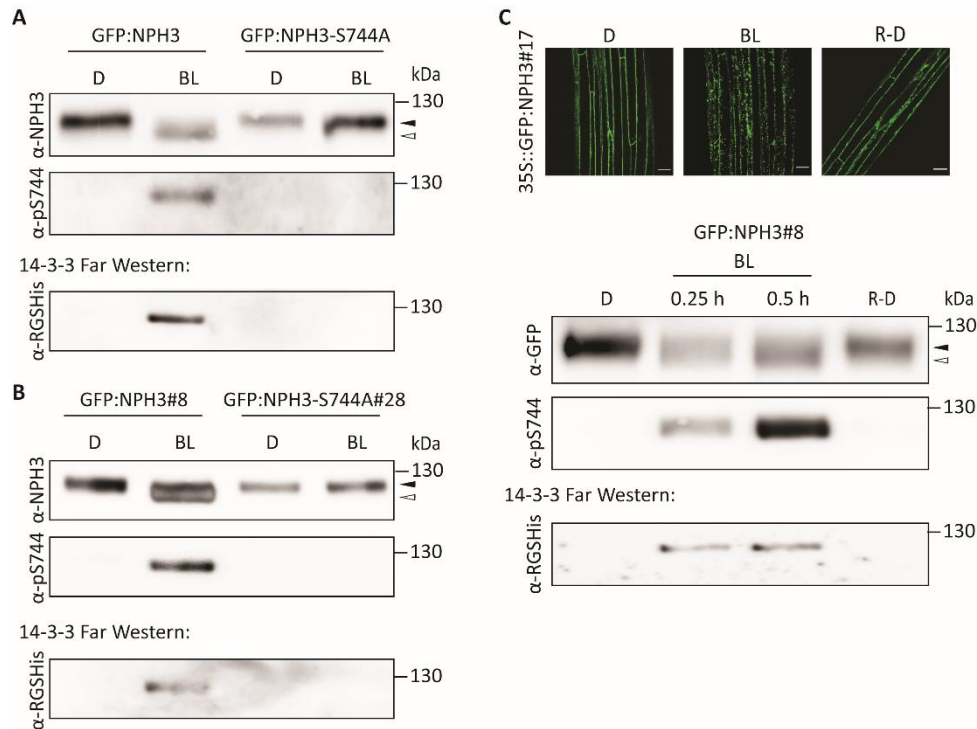 A
GFP:NPH3 GFP:NPH3-S744A
D BL D BL kDa
α-NPH3
130
α-pS744
130
14-3-3 Far Western:
α-RGSHis
130
B
GFP:NPH3#8 GFP:NPH3-S744A#28
D BL D BL kDa
α-NPH3
130
α-pS744
130
14-3-3 Far Western:
α-RGSHis
130
C
D BL R-D
35S::GFP:NPH3#17
GFP:NPH3#8
BL
D 0.25 h 0.5 h R-D kDa
α-GFP
130
α-pS744
130
14-3-3 Far Western:
α-RGSHis
130